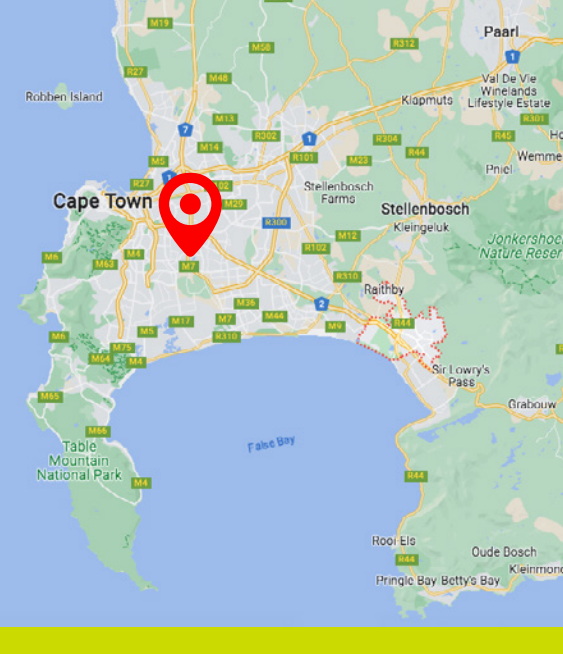 M19
Paarl
R312
M58
1
R27
M48
Val De Vie
Winelands
Lifestyle Estate
Robben Island
Klapmuts
M13
R301
7
R302
1
R304
R45
M14
R44
Wemme
M5
R101
M23
Pniel
1
R27
Stellenbosch
Farms
Cape Town
M29
Stellenbosch
R300
Kleingeluk
M12
Jonkershoe
Nature Reser
R102
M4
M6
M63
M7
R310
Raithby
M36
2
M17
M7
M44
M9
R44
M5
R310
M6
M75
M64
M4
Sir Lowry's
Pass
M65
Grabouw
M66
False Bay
Table
Mountain
National Park
M4
R44
Rooi Els
Oude Bosch
R44
Kleinmond
Pringle Bay
Betty's Bay